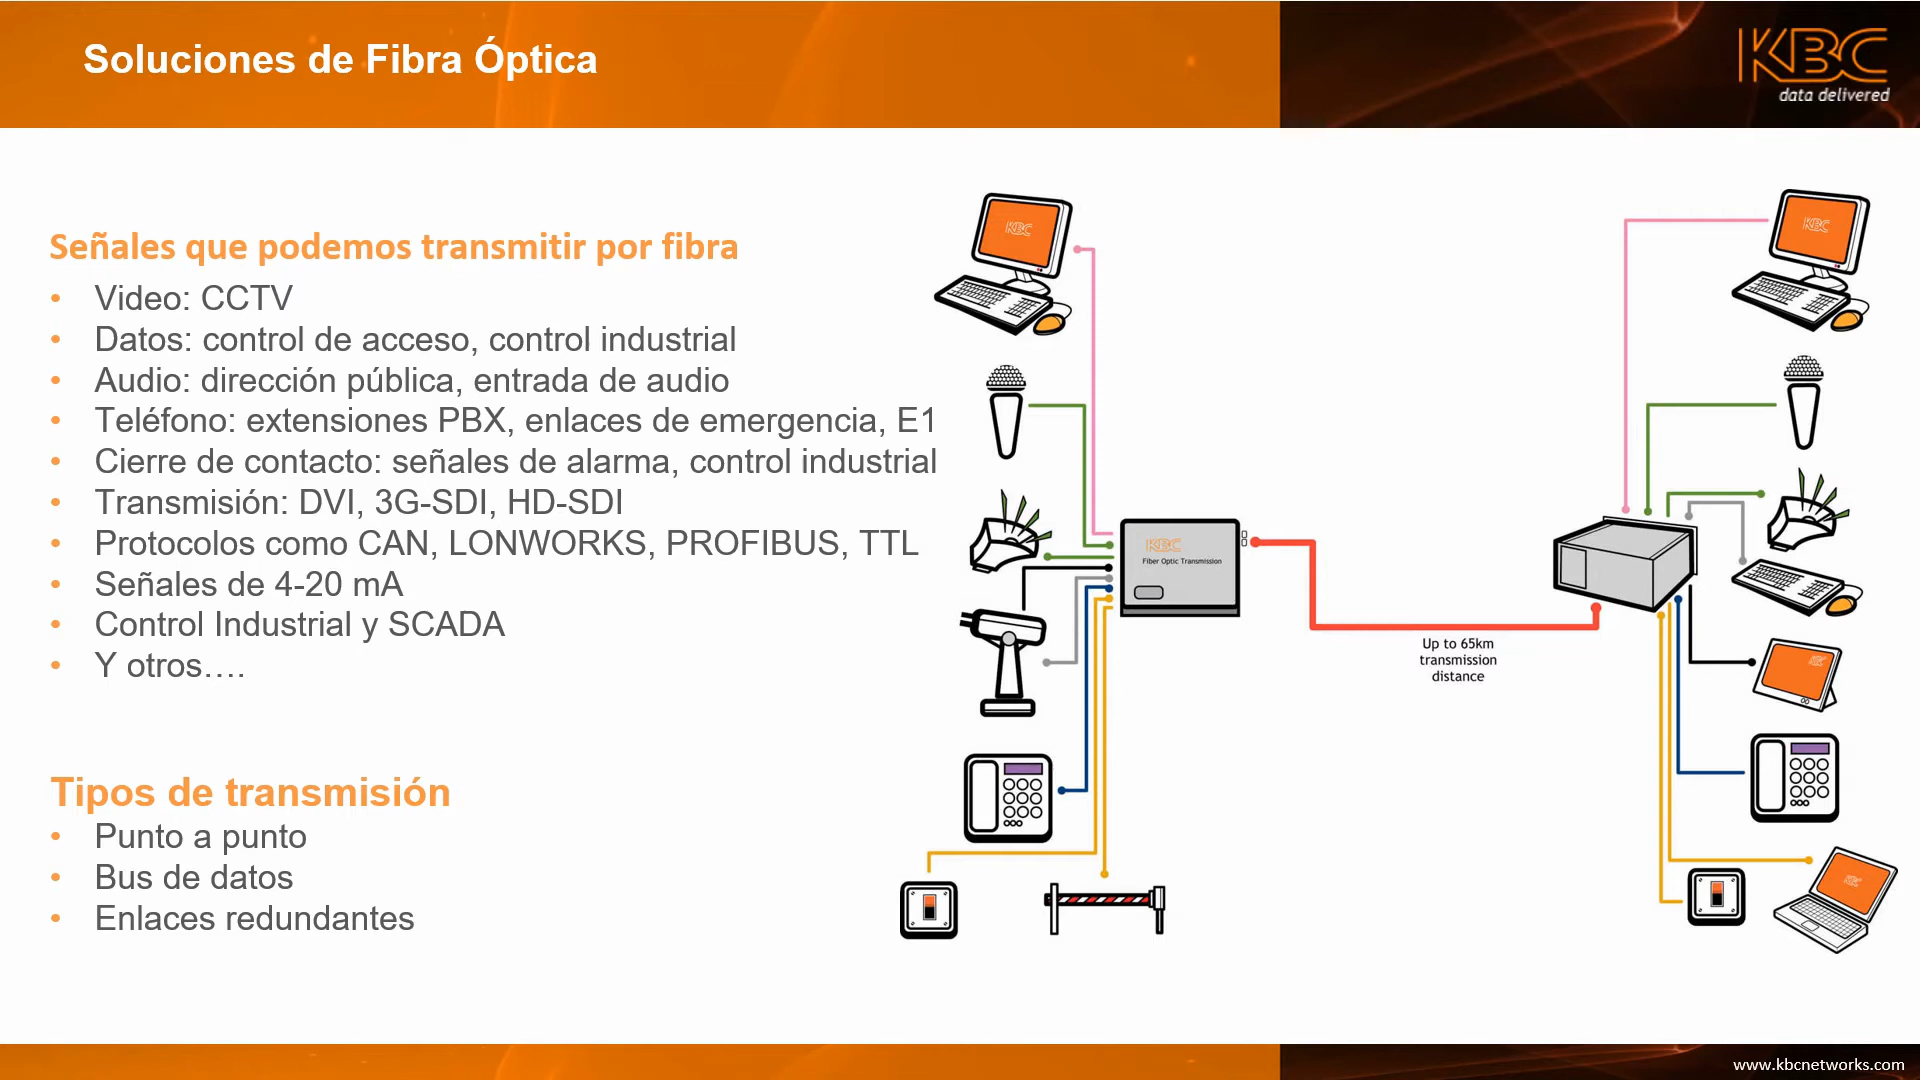 Soluciones de Fibra Óptica
KBC
data delivered
Señales que podemos transmitir por fibra
• Video: CCTV
• Datos: control de acceso, control industrial
• Audio: dirección pública, entrada de audio
• Teléfono: extensiones PBX, enlaces de emergencia, E1
• Cierre de contacto: señales de alarma, control industrial
• Transmisión: DVI, 3G-SDI, HD-SDI
• Protocolos como CAN, LONWORKS, PROFIBUS, TTL
• Señales de 4-20 mA
• Control Industrial y SCADA
• Y otros….
Tipos de transmisión
• Punto a punto
• Bus de datos
• Enlaces redundantes
KBC
KBC
Fiber Optic Transmission
Up to 65km
transmission
distance
KBC
KBC
KBC
www.kbcnetworks.com